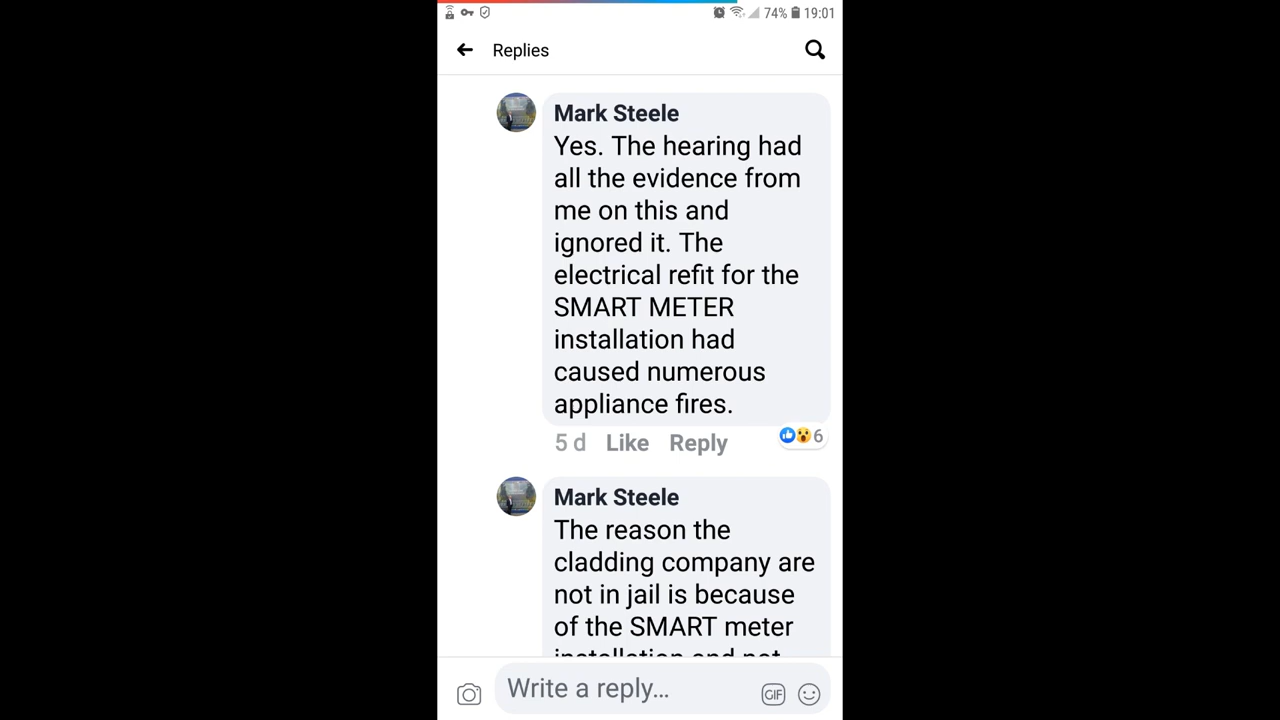 74% 19:01
Replies
Mark Steele
Yes. The hearing had
all the evidence from
me on this and
ignored it. The
electrical refit for the
SMART METER
installation had
caused numerous
appliance fires.
5 d Like Reply 6
Mark Steele
The reason the
cladding company are
not in jail is because
of the SMART meter
installation and not
Write a reply...
GIF